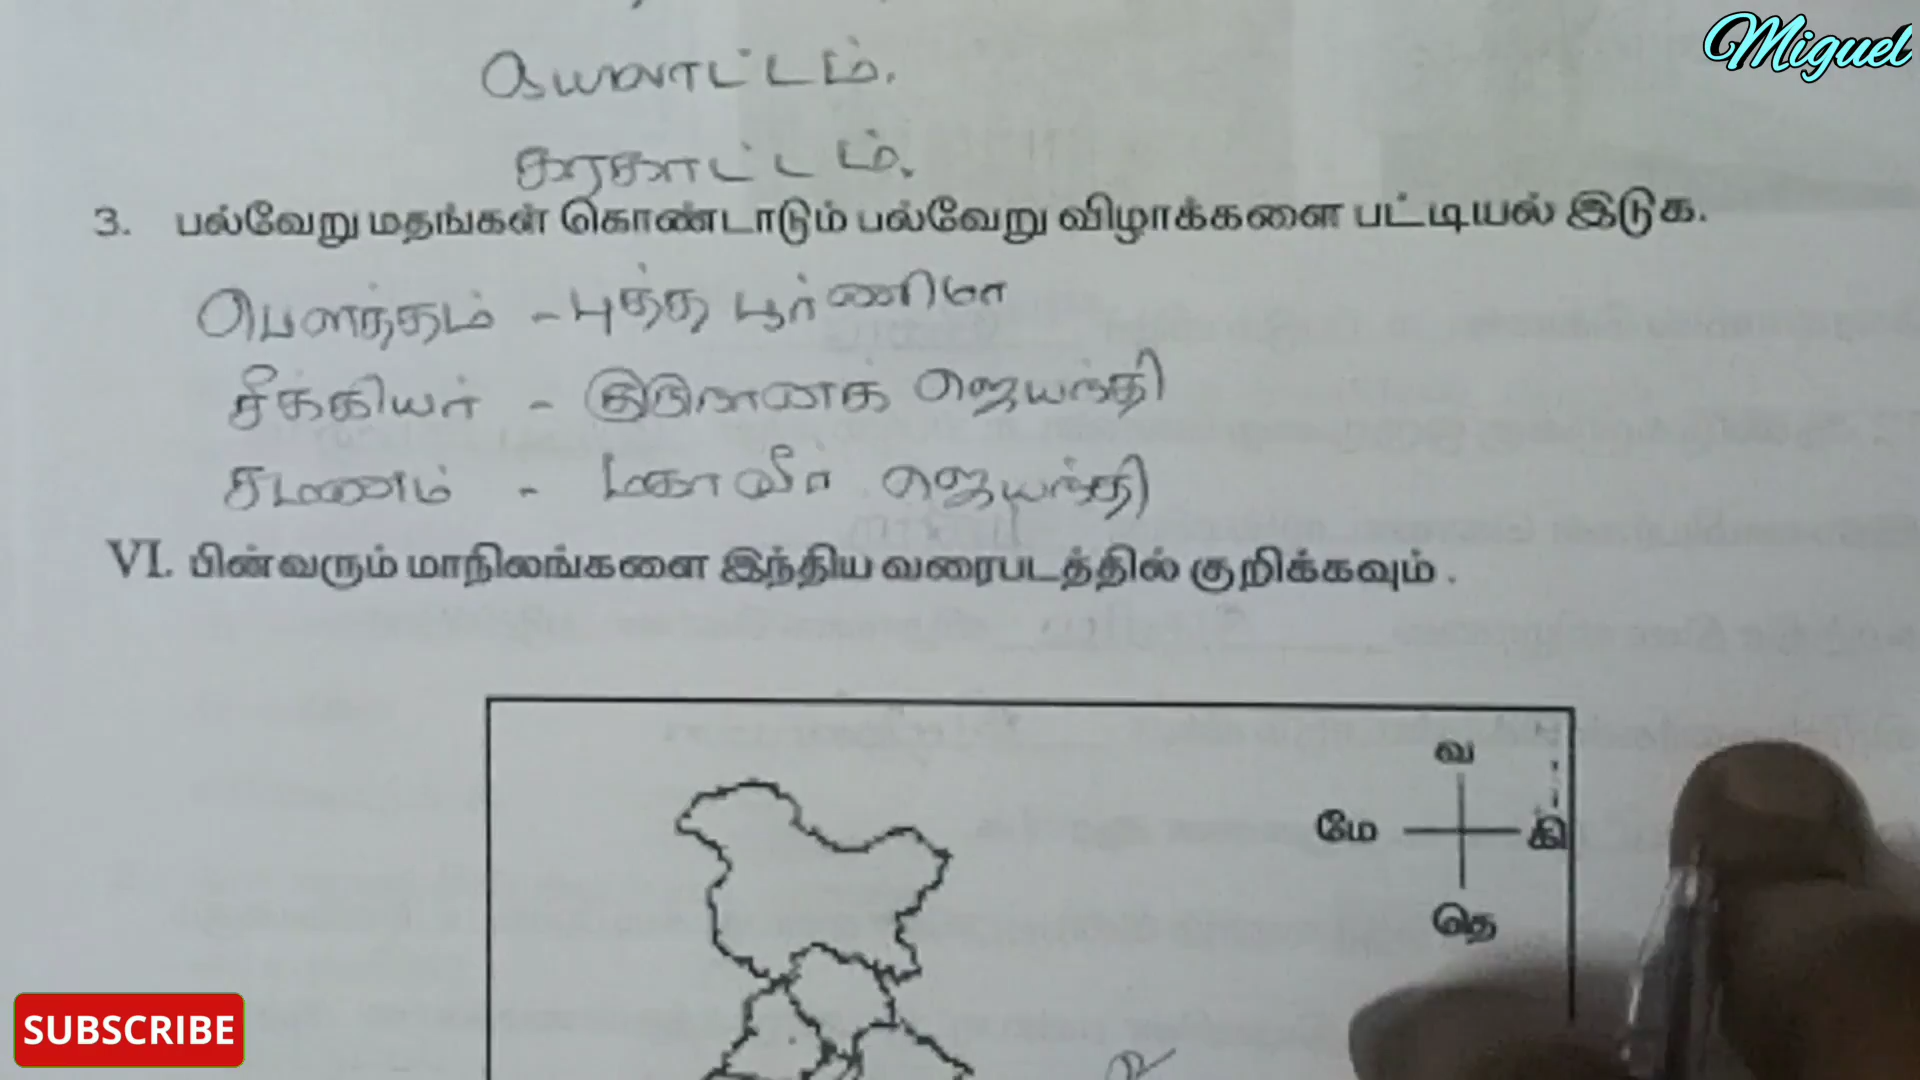 Miguel
கரகாட்டம்.
3. பல்வேறு மதங்கள் கொண்டாடும் பல்வேறு விழாக்களை பட்டியல் இடுக.
பௌத்தம் - புத்த பூர்ணிமா
சீக்கியர் - குருநானக் ஜெயந்தி
சமணம் - மகாவீர் ஜெயந்தி
VI. பின்வரும் மாநிலங்களை இந்திய வரைபடத்தில் குறிக்கவும்.
வ
மே கி
தெ
SUBSCRIBE